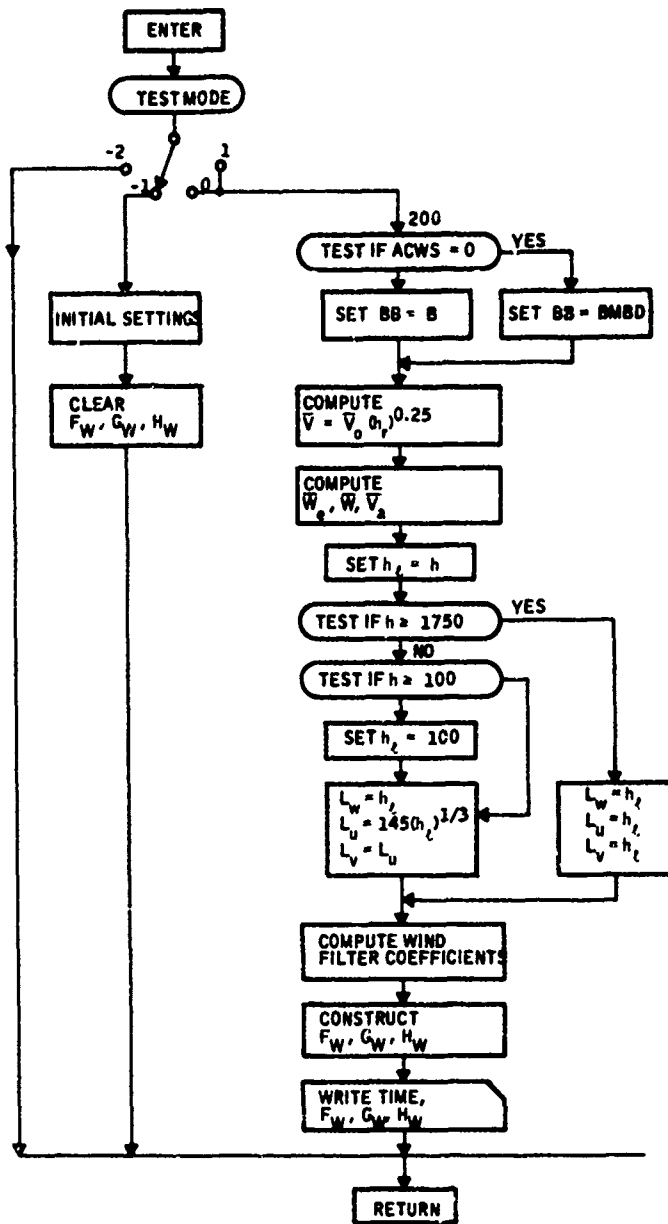 ENTER
TEST MODE
-2
-1
0
1
200
TEST IF ACWS = 0
YES
INITIAL SETTINGS
SET BB = B
SET BB = BMBD
CLEAR
F_W, G_W, H_W
COMPUTE
V̅ = V̅_o (h_r)^0.25
COMPUTE
W̅_e, W̅, V̅_a
SET h_ℓ = h
TEST IF h ≥ 1750
YES
NO
TEST IF h ≥ 100
SET h_ℓ = 100
L_w = h_ℓ
L_u = 145(h_ℓ)^1/3
L_v = L_u
L_w = h_ℓ
L_u = h_ℓ
L_v = h_ℓ
COMPUTE WIND
FILTER COEFFICIENTS
CONSTRUCT
F_W, G_W, H_W
WRITE TIME,
F_W, G_W, H_W
RETURN